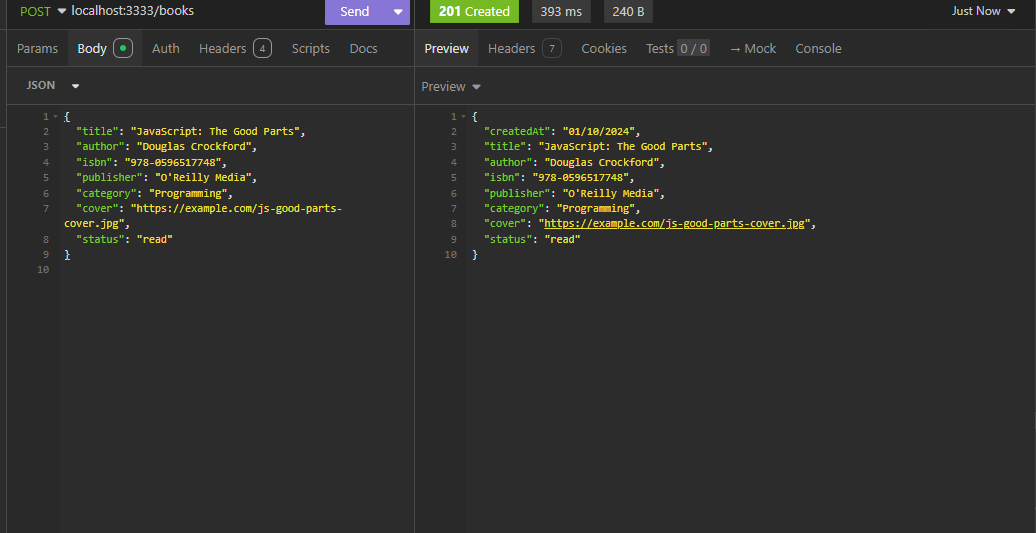 POST localhost:3333/books Send 201 Created 393 ms 240 B Just Now
Params Body Auth Headers 4 Scripts Docs Preview Headers 7 Cookies Tests 0 / 0 → Mock Console
JSON
1 {
2 "title": "JavaScript: The Good Parts",
3 "author": "Douglas Crockford",
4 "isbn": "978-0596517748",
5 "publisher": "O'Reilly Media",
6 "category": "Programming",
7 "cover": "https://example.com/js-good-parts-
cover.jpg",
8 "status": "read"
9 }
10
Preview
1 {
2 "createdAt": "01/10/2024",
3 "title": "JavaScript: The Good Parts",
4 "author": "Douglas Crockford",
5 "isbn": "978-0596517748",
6 "publisher": "O'Reilly Media",
7 "category": "Programming",
8 "cover": "https://example.com/js-good-parts-cover.jpg",
9 "status": "read"
10 }